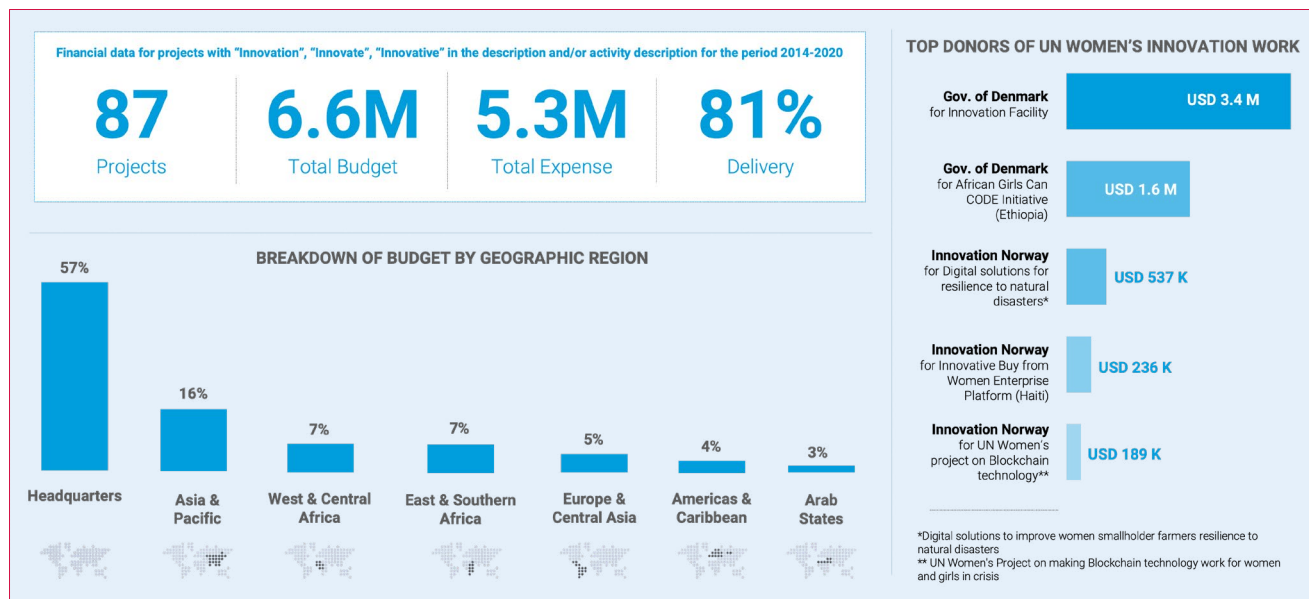 Financial data for projects with “Innovation”, “Innovate”, “Innovative” in the description and/or activity description for the period 2014-2020
87
Projects
6.6M
Total Budget
5.3M
Total Expense
81%
Delivery
BREAKDOWN OF BUDGET BY GEOGRAPHIC REGION
57%
Headquarters
16%
Asia &
Pacific
7%
West & Central
Africa
7%
East & Southern
Africa
5%
Europe &
Central Asia
4%
Americas &
Caribbean
3%
Arab
States
TOP DONORS OF UN WOMEN’S INNOVATION WORK
Gov. of Denmark
for Innovation Facility
USD 3.4 M
Gov. of Denmark
for African Girls Can
CODE Initiative
(Ethiopia)
USD 1.6 M
Innovation Norway
for Digital solutions for
resilience to natural
disasters*
USD 537 K
Innovation Norway
for Innovative Buy from
Women Enterprise
Platform (Haiti)
USD 236 K
Innovation Norway
for UN Women’s
project on Blockchain
technology**
USD 189 K
*Digital solutions to improve women smallholder farmers resilience to
natural disasters
** UN Women’s Project on making Blockchain technology work for women
and girls in crisis